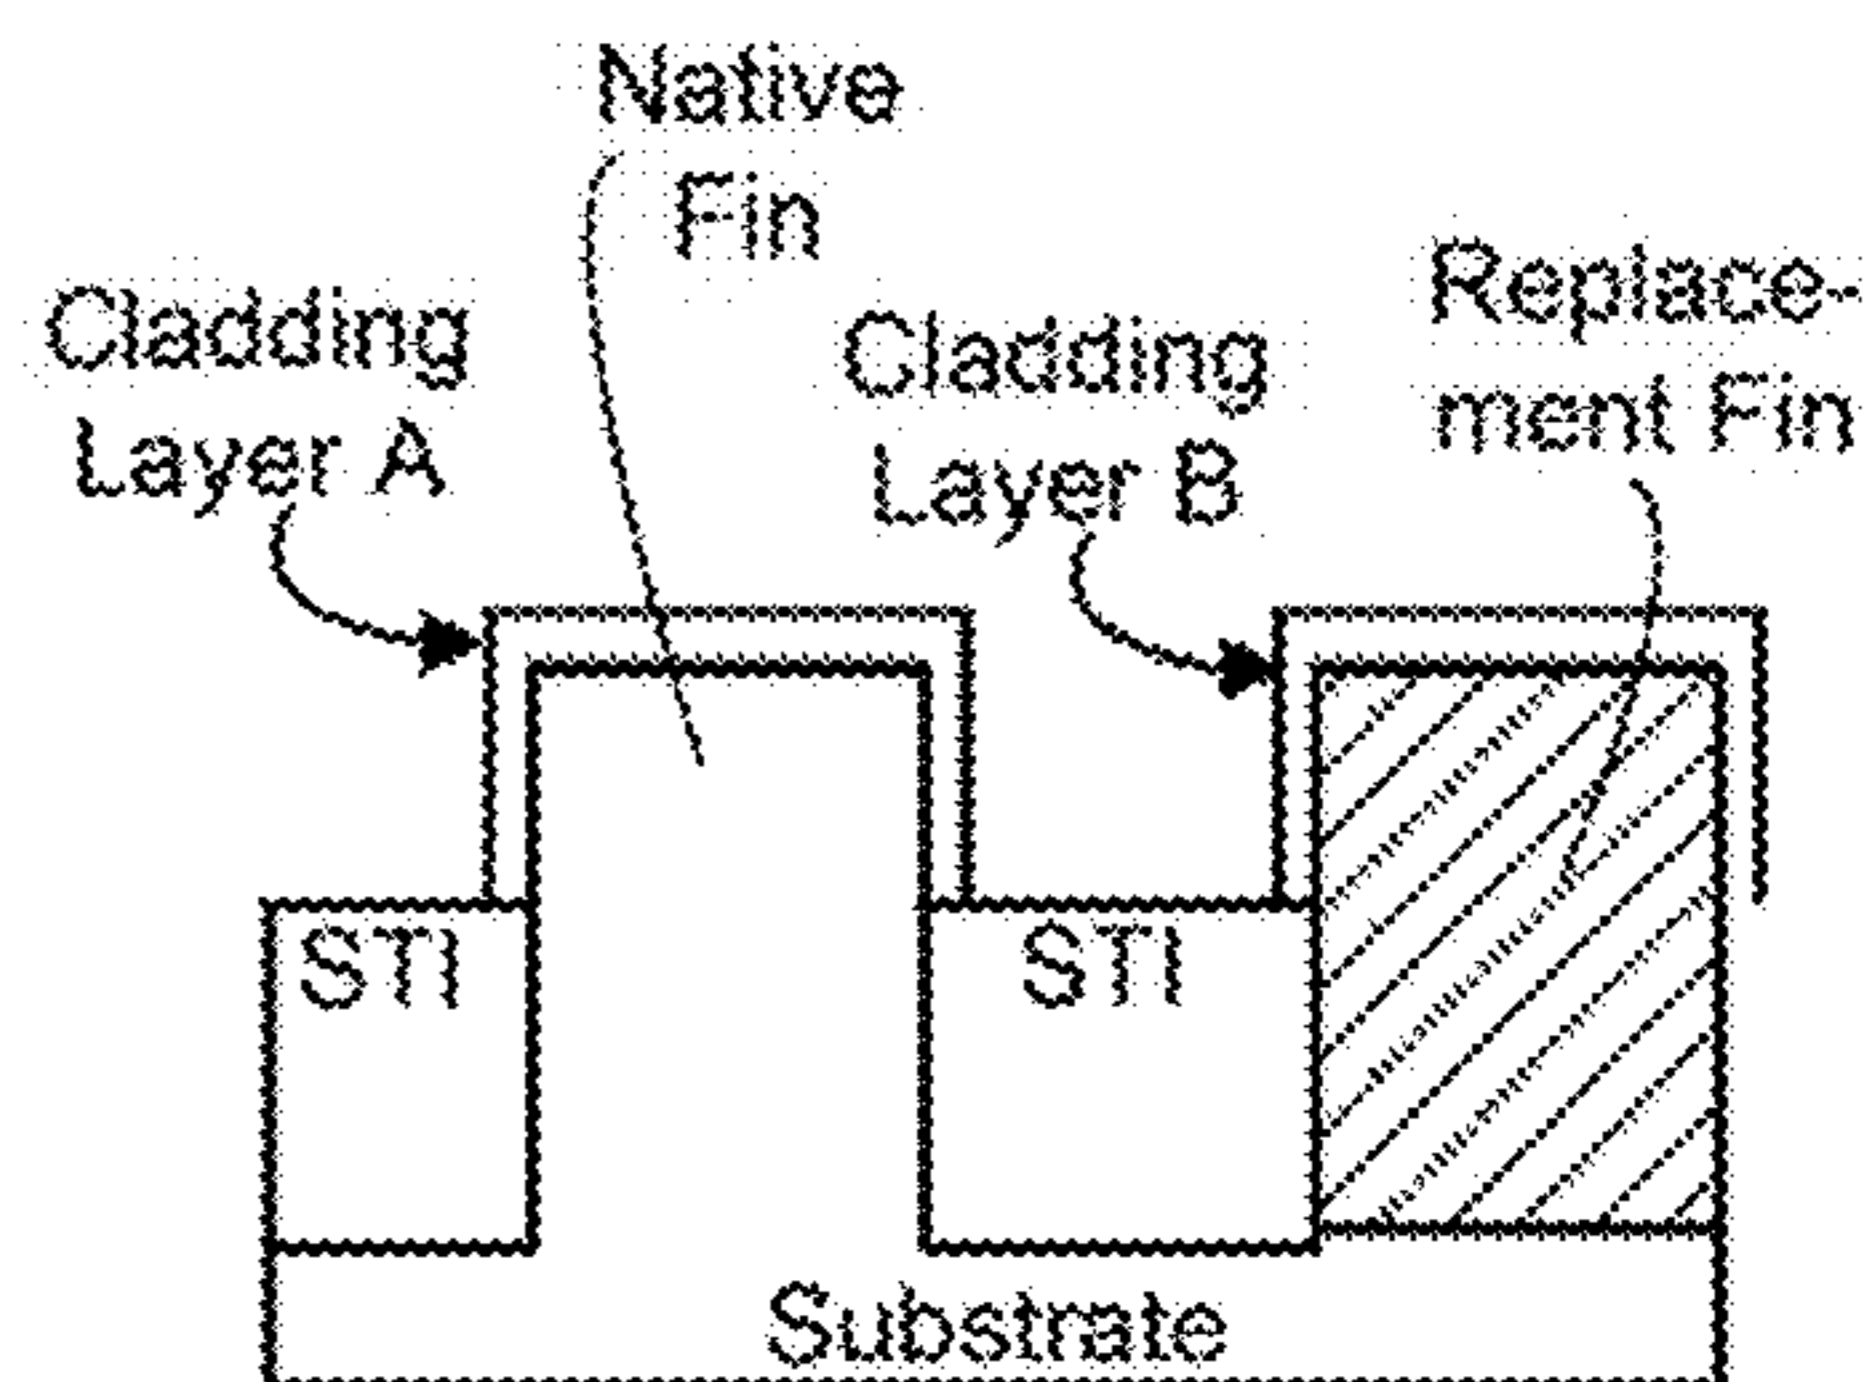 Native
Fin
Cladding
Layer A
Cladding
Layer B
Replace-
ment Fin
STI
STI
Substrate